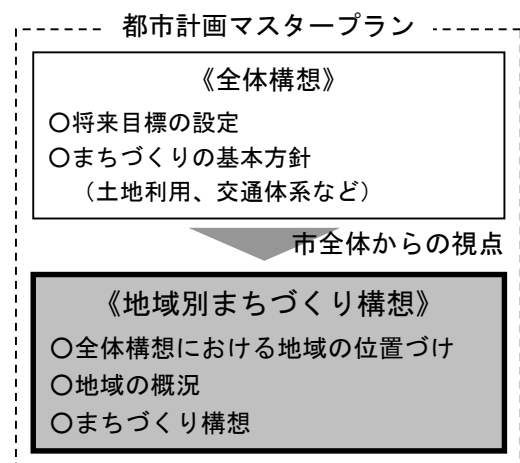 都市計画マスタープラン
《全体構想》
○将来目標の設定
○まちづくりの基本方針
（土地利用、交通体系など）
市全体からの視点
《地域別まちづくり構想》
○全体構想における地域の位置づけ
○地域の概況
○まちづくり構想